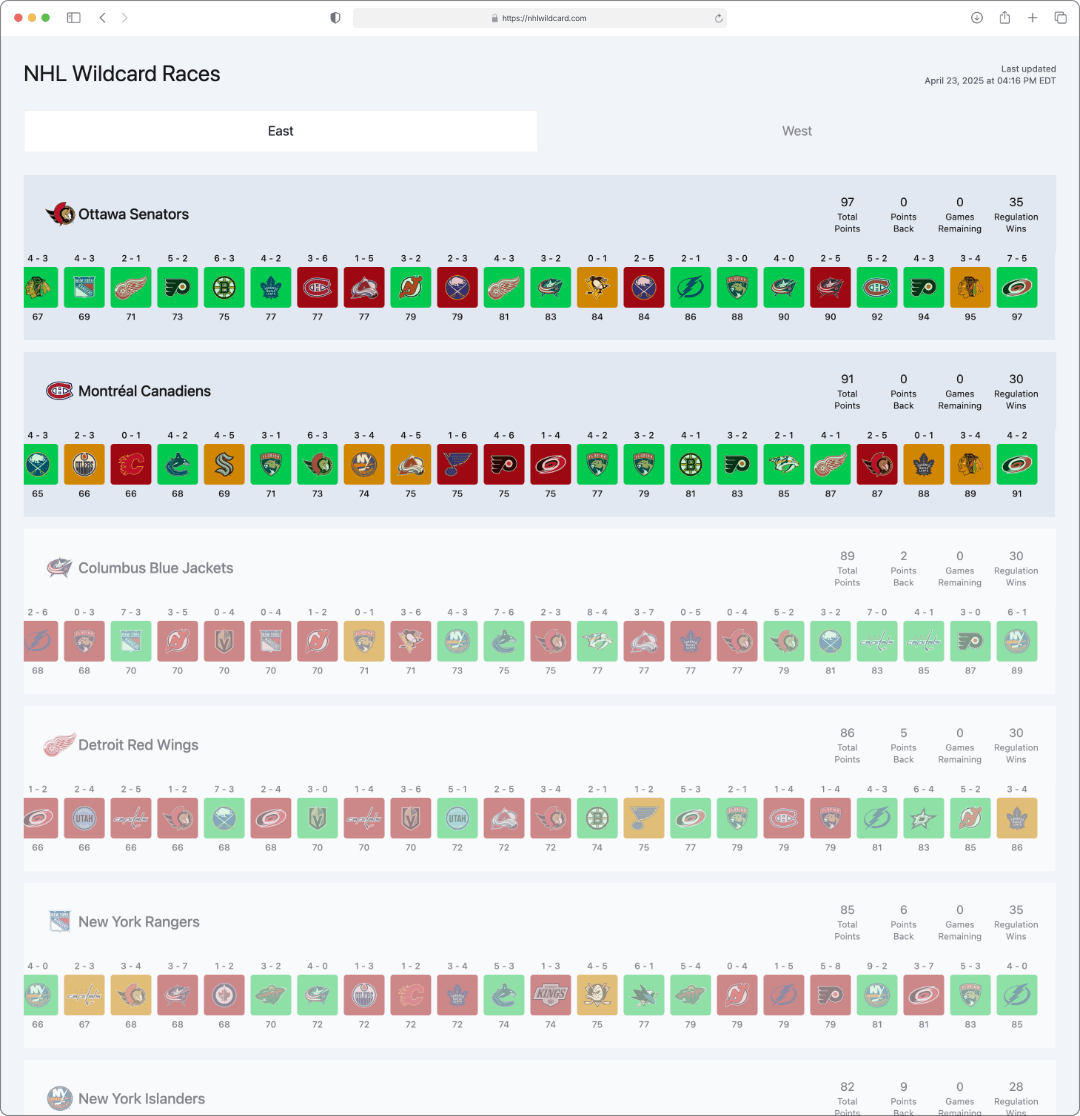 https://nhlwildcard.com
NHL Wildcard Races
Last updated
April 23, 2025 at 04:16 PM EDT
East
West
Ottawa Senators
97 0 0 35
Total Points Games Regulation
Points Back Remaining Wins
4 - 3 4 - 3 2 - 1 5 - 2 6 - 3 4 - 2 3 - 6 1 - 5 3 - 2 2 - 3 4 - 3 3 - 2 0 - 1 2 - 5 2 - 1 3 - 0 4 - 0 2 - 5 5 - 2 4 - 3 3 - 4 7 - 5
67 69 71 73 75 77 77 77 79 79 81 83 84 84 86 88 90 90 92 94 95 97
Montréal Canadiens
91 0 0 30
Total Points Games Regulation
Points Back Remaining Wins
4 - 3 2 - 3 0 - 1 4 - 2 4 - 5 3 - 1 6 - 3 3 - 4 4 - 5 1 - 6 4 - 6 1 - 4 4 - 2 3 - 2 4 - 1 3 - 2 2 - 1 4 - 1 2 - 5 0 - 1 3 - 4 4 - 2
65 66 66 68 69 71 73 74 75 75 75 75 77 79 81 83 85 87 87 88 89 91
Columbus Blue Jackets
89 2 0 30
Total Points Games Regulation
Points Back Remaining Wins
2 - 6 0 - 3 7 - 3 3 - 5 0 - 4 0 - 4 1 - 2 0 - 1 3 - 6 4 - 3 7 - 6 2 - 3 8 - 4 3 - 7 0 - 5 0 - 4 5 - 2 3 - 2 7 - 0 4 - 1 3 - 0 6 - 1
68 68 70 70 70 70 70 71 71 73 75 75 77 77 77 77 79 81 83 85 87 89
Detroit Red Wings
86 5 0 30
Total Points Games Regulation
Points Back Remaining Wins
1 - 2 2 - 4 2 - 5 1 - 2 7 - 3 2 - 4 3 - 0 1 - 4 3 - 6 5 - 1 2 - 5 3 - 4 2 - 1 1 - 2 5 - 3 2 - 1 1 - 4 1 - 4 4 - 3 6 - 4 5 - 2 3 - 4
UTAH UTAH
66 66 66 66 68 68 70 70 70 72 72 72 74 75 77 79 79 79 81 83 85 86
New York Rangers
85 6 0 35
Total Points Games Regulation
Points Back Remaining Wins
4 - 0 2 - 3 3 - 4 3 - 7 1 - 2 3 - 2 4 - 0 1 - 3 1 - 2 3 - 4 5 - 3 1 - 3 4 - 5 6 - 1 5 - 4 0 - 4 1 - 5 5 - 8 9 - 2 3 - 7 5 - 3 4 - 0
KINGS
66 67 68 68 68 70 72 72 72 72 74 74 75 77 79 79 79 79 81 81 83 85
New York Islanders
82 9 0 28
Total Points Games Regulation
Points Back Remaining Wins